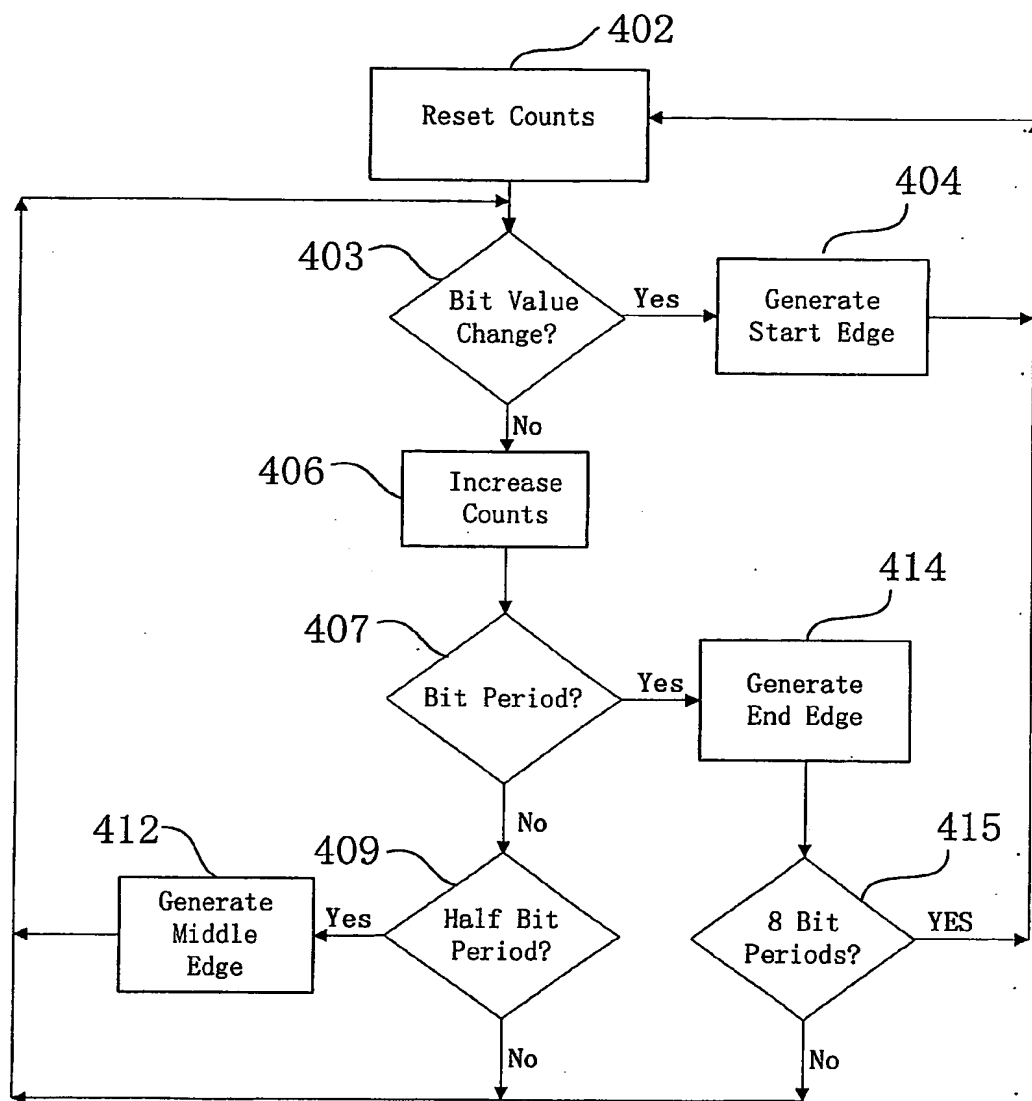 402
Reset Counts
404
403
Bit Value
Change?
Yes
Generate
Start Edge
No
406
Increase
Counts
414
407
Bit Period?
Yes
Generate
End Edge
No
412
409
415
Generate
Middle
Edge
Yes
Half Bit
Period?
8 Bit
Periods?
YES
No
No